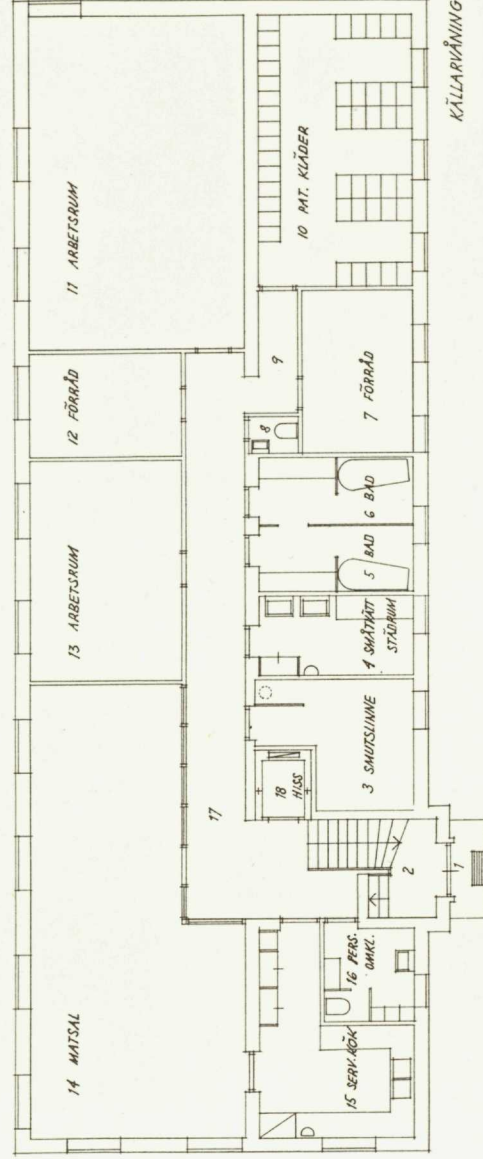 KÄLLARVÅNING
11 ARBETSRUM
10 PAT. KLÄDER
12 FÖRRÅD
9
7 FÖRRÅD
8
13 ARBETSRUM
6 BAD
5 BAD
4 SMÅTVÄTT
STÄDRUM
3 SMUTSLINNE
18
HISS
17
2
1
14 MATSAL
16 PERS.
OMKL.
15 SERV.KÖK